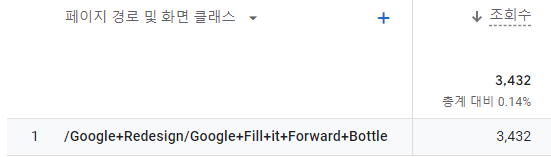 페이지 경로 및 화면 클래스
조회수
3,432
총계 대비 0.14%
1 /Google+Redesign/Google+Fill+it+Forward+Bottle 3,432